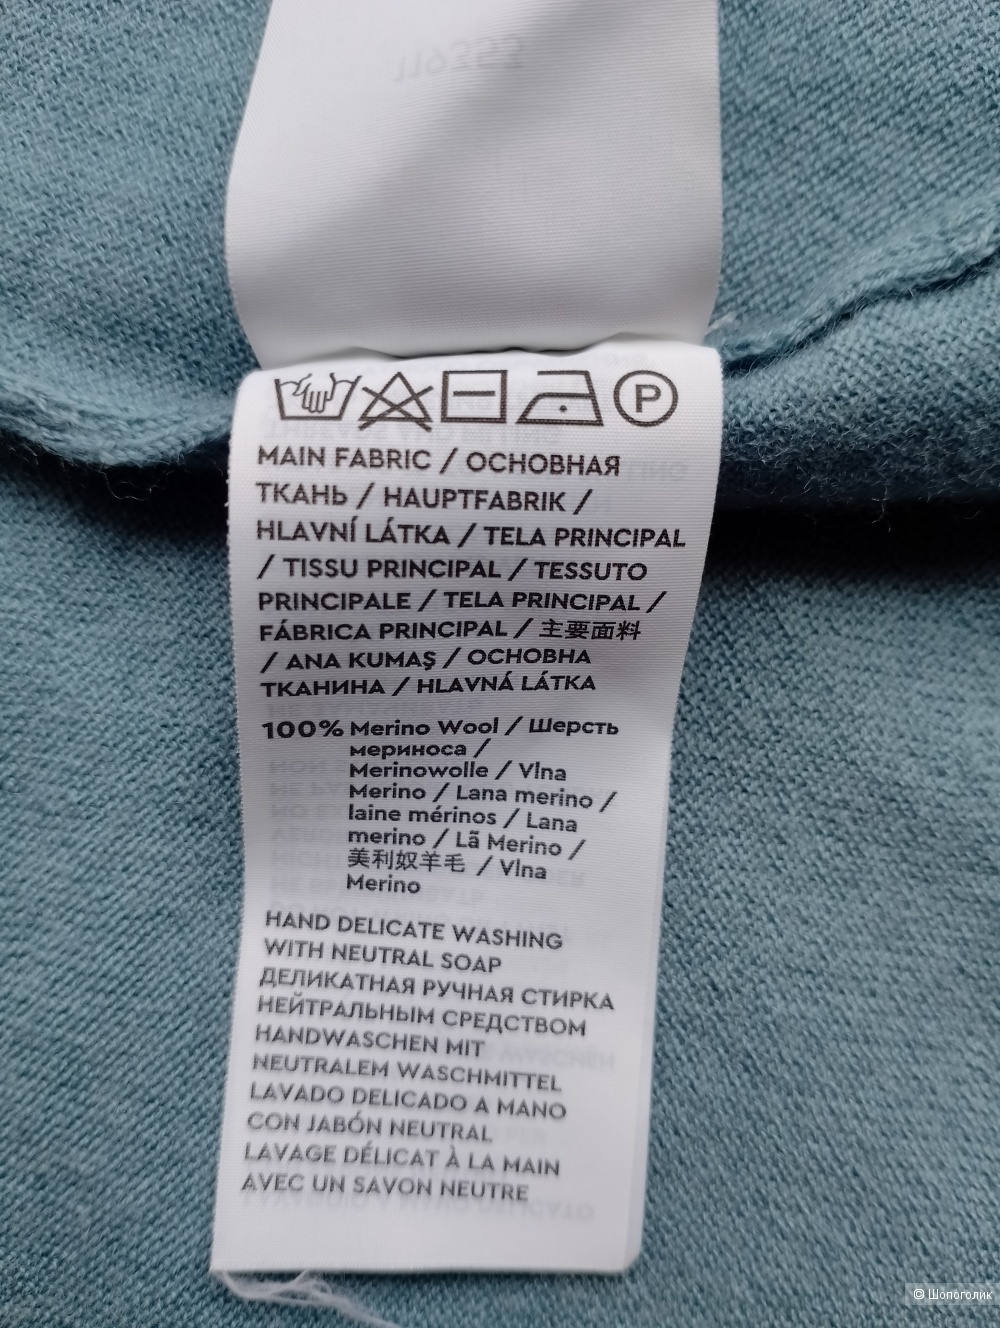 P
MAIN FABRIC / ОСНОВНАЯ
ТКАНЬ / HAUPTFABRIK /
HLAVNÍ LÁTKA / TELA PRINCIPAL
/ TISSU PRINCIPAL / TESSUTO
PRINCIPALE / TELA PRINCIPAL /
FÁBRICA PRINCIPAL / 主要面料
/ ANA KUMAŞ / ОСНОВНА
ТКАНИНА / HLAVNÁ LÁTKA
100% Merino Wool / Шерсть
мериноса /
Merinowolle / Vlna
Merino / Lana merino /
laine mérinos / Lana
merino / Lã Merino /
美利奴羊毛 / Vlna
Merino
HAND DELICATE WASHING
WITH NEUTRAL SOAP
ДЕЛИКАТНАЯ РУЧНАЯ СТИРКА
НЕЙТРАЛЬНЫМ СРЕДСТВОМ
HANDWASCHEN MIT
NEUTRALEM WASCHMITTEL
LAVADO DELICADO A MANO
CON JABÓN NEUTRAL
LAVAGE DÉLICAT À LA MAIN
AVEC UN SAVON NEUTRE
© Шопоголик